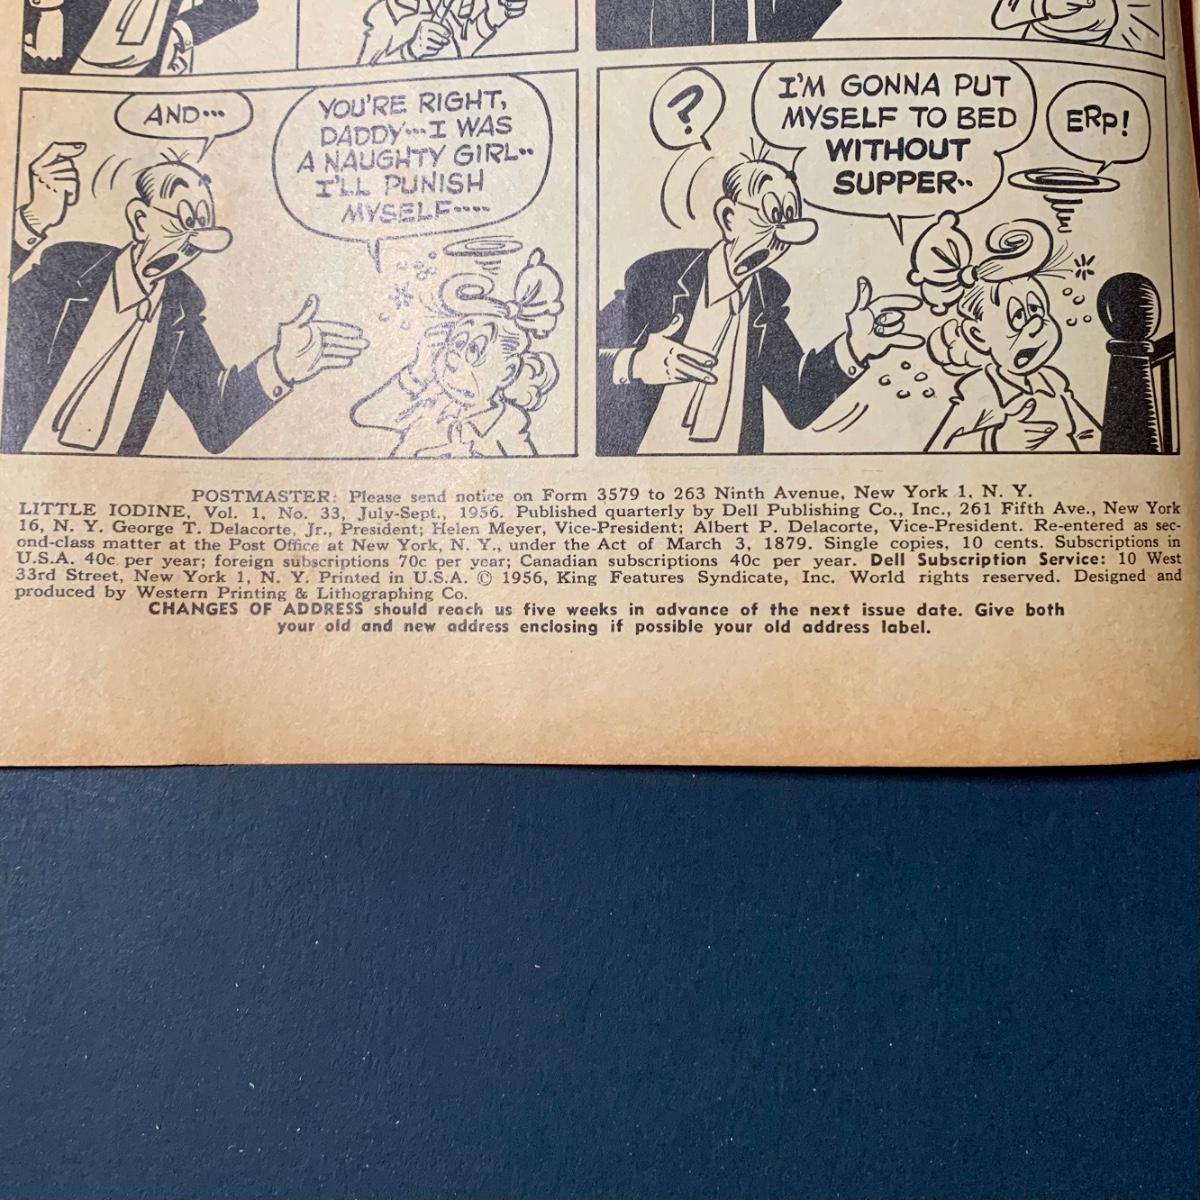 AND...
YOU'RE RIGHT,
DADDY...I WAS
A NAUGHTY GIRL..
I'LL PUNISH
MYSELF....
?
I'M GONNA PUT
MYSELF TO BED
WITHOUT
SUPPER..
ERP!
POSTMASTER: Please send notice on Form 3579 to 263 Ninth Avenue, New York 1, N. Y.
LITTLE IODINE, Vol. 1, No. 33, July-Sept., 1956. Published quarterly by Dell Publishing Co., Inc., 261 Fifth Ave., New York
16, N. Y. George T. Delacorte, Jr., President; Helen Meyer, Vice-President; Albert P. Delacorte, Vice-President. Re-entered as sec-
ond-class matter at the Post Office at New York, N. Y., under the Act of March 3, 1879. Single copies, 10 cents. Subscriptions in
U.S.A. 40c per year; foreign subscriptions 70c per year; Canadian subscriptions 40c per year. Dell Subscription Service: 10 West
33rd Street, New York 1, N. Y. Printed in U.S.A. © 1956, King Features Syndicate, Inc. World rights reserved. Designed and
produced by Western Printing & Lithographing Co.
CHANGES OF ADDRESS should reach us five weeks in advance of the next issue date. Give both
your old and new address enclosing if possible your old address label.